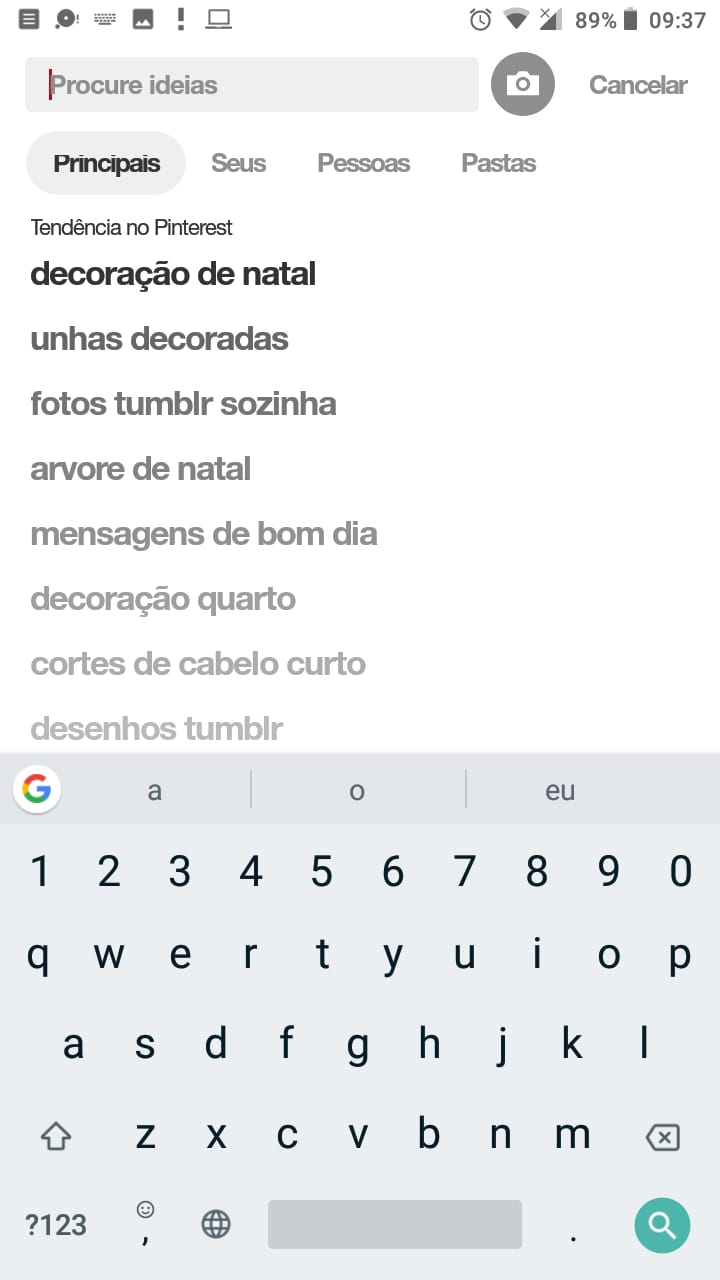 89% 09:37
Procure ideias Cancelar
Principais Seus Pessoas Pastas
Tendência no Pinterest
decoração de natal
unhas decoradas
fotos tumblr sozinha
arvore de natal
mensagens de bom dia
decoração quarto
cortes de cabelo curto
desenhos tumblr
G a o eu
1 2 3 4 5 6 7 8 9 0
q w e r t y u i o p
a s d f g h j k l
z x c v b n m
?123 , .